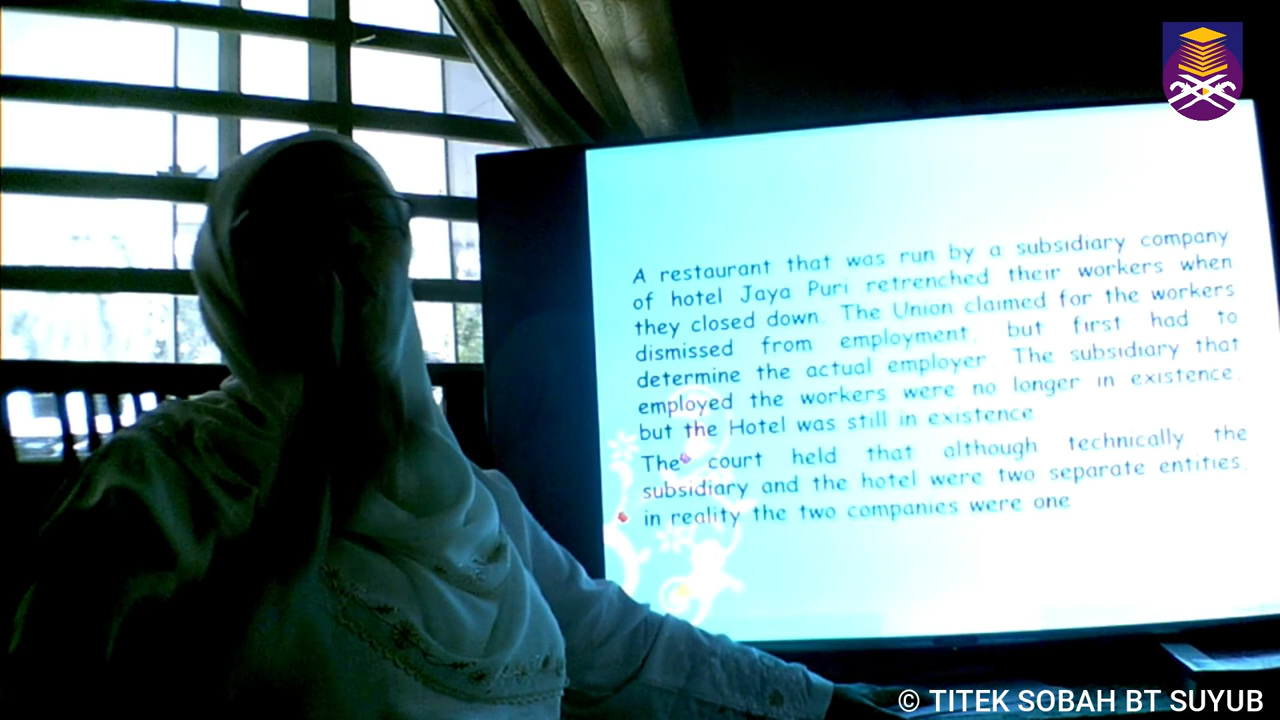 A restaurant that was run by a subsidiary company
of hotel Jaya Puri retrenched their workers when
they closed down. The Union claimed for the workers
dismissed from employment, but first had to
determine the actual employer. The subsidiary that
employed the workers were no longer in existence,
but the Hotel was still in existence
The court held that although technically the
subsidiary and the hotel were two separate entities,
in reality the two companies were one
© TITEK SOBAH BT SUYUB